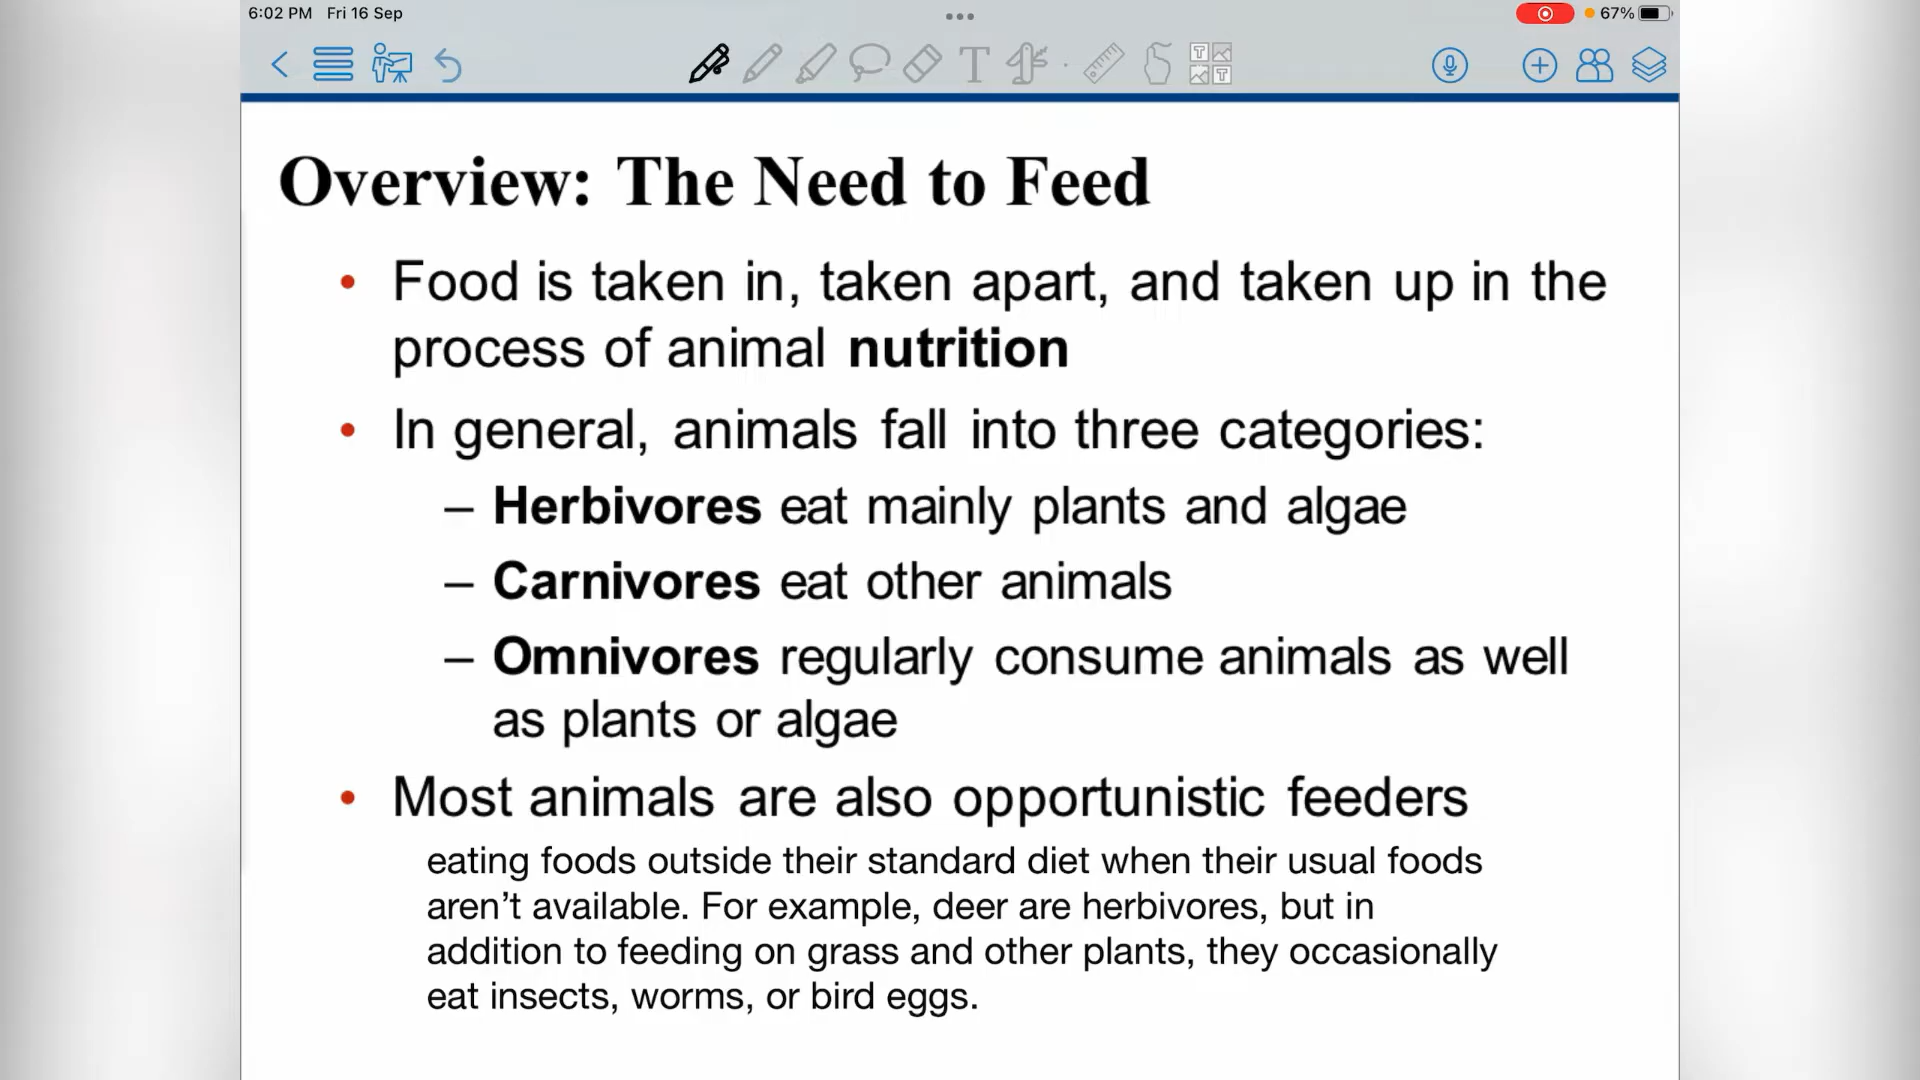 6:02 PM Fri 16 Sep
67%
Overview: The Need to Feed
• Food is taken in, taken apart, and taken up in the
process of animal nutrition
• In general, animals fall into three categories:
– Herbivores eat mainly plants and algae
– Carnivores eat other animals
– Omnivores regularly consume animals as well
as plants or algae
• Most animals are also opportunistic feeders
eating foods outside their standard diet when their usual foods
aren’t available. For example, deer are herbivores, but in
addition to feeding on grass and other plants, they occasionally
eat insects, worms, or bird eggs.